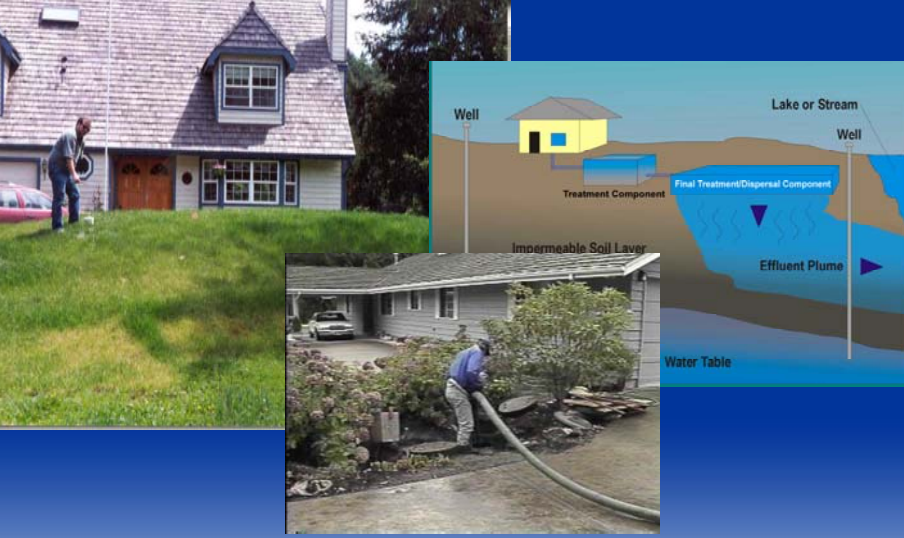 Well
Lake or Stream
Well
Treatment Component
Final Treatment/Dispersal Component
Impermeable Soil Layer
Effluent Plume
Water Table